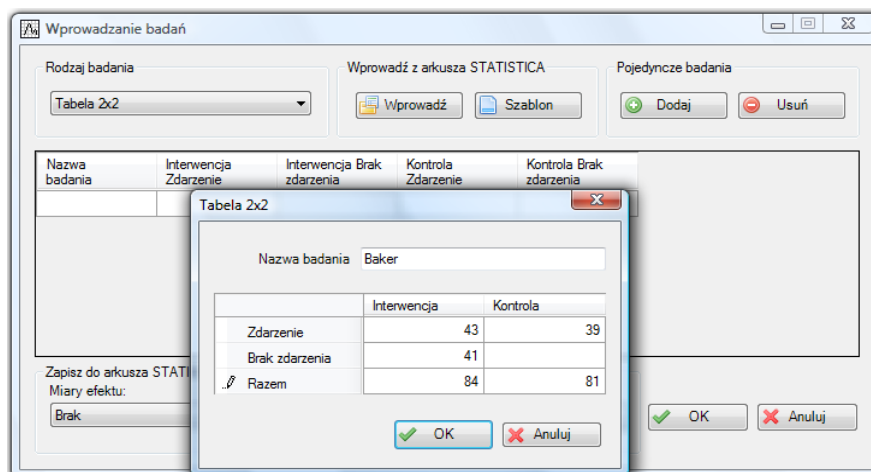 Wprowadzanie badań
Rodzaj badania
Wprowadź z arkusza STATISTICA
Pojedyncze badania
Tabela 2x2
Wprowadź
Szablon
Dodaj
Usuń
Nazwa badania
Interwencja Zdarzenie
Interwencja Brak zdarzenia
Kontrola Zdarzenie
Kontrola Brak zdarzenia
Tabela 2x2
Nazwa badania Baker
Interwencja Kontrola
Zdarzenie 43 39
Brak zdarzenia 41
Razem 84 81
OK Anuluj
Zapisz do arkusza
Miary efektu:
Brak
OK Anuluj